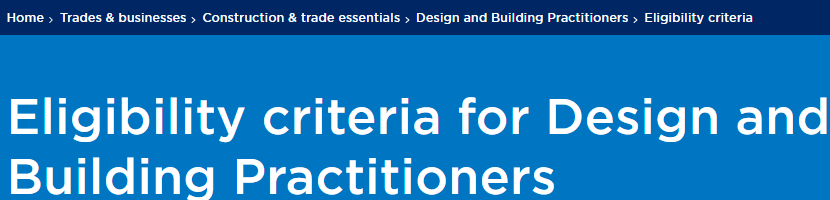 Home › Trades & businesses › Construction & trade essentials › Design and Building Practitioners › Eligibility criteria
Eligibility criteria for Design and
Building Practitioners